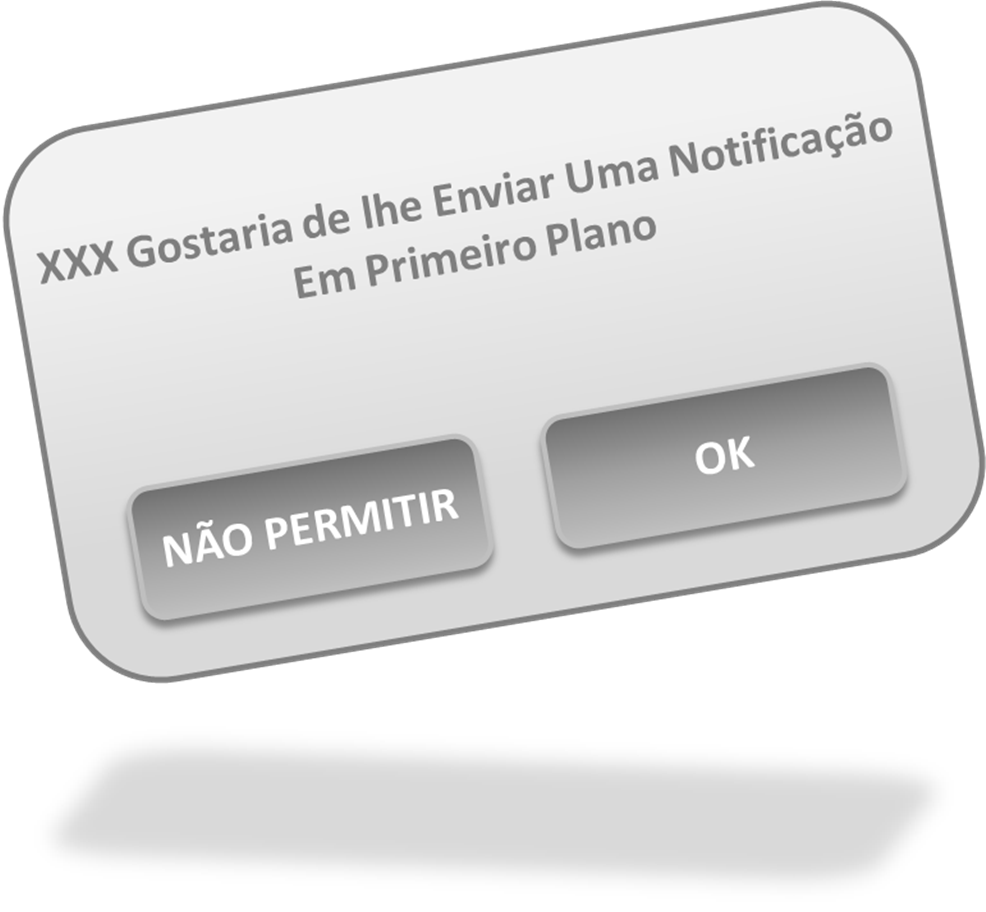 XXX Gostaria de lhe Enviar Uma Notificação
Em Primeiro Plano
NÃO PERMITIR
OK